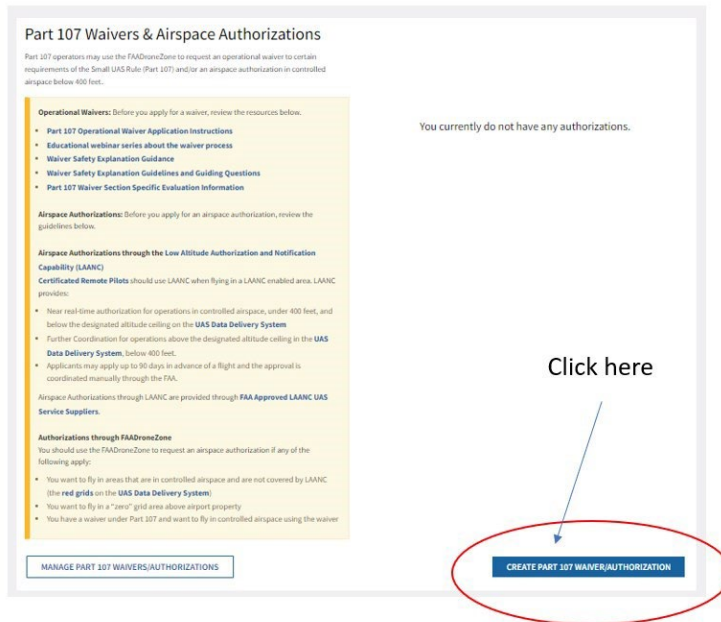 Part 107 Waivers & Airspace Authorizations
Part 107 operators may use the FAADroneZone to request an operational waiver to certain
requirements of the Small UAS Rule (Part 107) and/or an airspace authorization in controlled
airspace below 400 feet.
Operational Waivers: Before you apply for a waiver, review the resources below.
Part 107 Operational Waiver Application Instructions
Educational webinar series about the waiver process
Waiver Safety Explanation Guidance
Waiver Safety Explanation Guidelines and Guiding Questions
Part 107 Waiver Section Specific Evaluation Information
Airspace Authorizations: Before you apply for an airspace authorization, review the
guidelines below.
Airspace Authorizations through the Low Altitude Authorization and Notification
Capability (LAANC)
Certificated Remote Pilots should use LAANC when flying in a LAANC enabled area. LAANC
provides:
Near real-time authorization for operations in controlled airspace, under 400 feet, and
below the designated altitude ceiling on the UAS Data Delivery System
Further Coordination for operations above the designated altitude ceiling in the UAS
Data Delivery System, below 400 feet.
Applicants may apply up to 90 days in advance of a flight and the approval is
coordinated manually through the FAA.
Airspace Authorizations through LAANC are provided through FAA Approved LAANC UAS
Service Suppliers.
Authorizations through FAADroneZone
You should use the FAADroneZone to request an airspace authorization if any of the
following apply:
You want to fly in areas that are in controlled airspace and are not covered by LAANC
(the red grids on the UAS Data Delivery System)
You want to fly in a "zero" grid area above airport property
You have a waiver under Part 107 and want to fly in controlled airspace using the waiver
MANAGE PART 107 WAIVERS/AUTHORIZATIONS
You currently do not have any authorizations.
Click here
CREATE PART 107 WAIVER/AUTHORIZATION